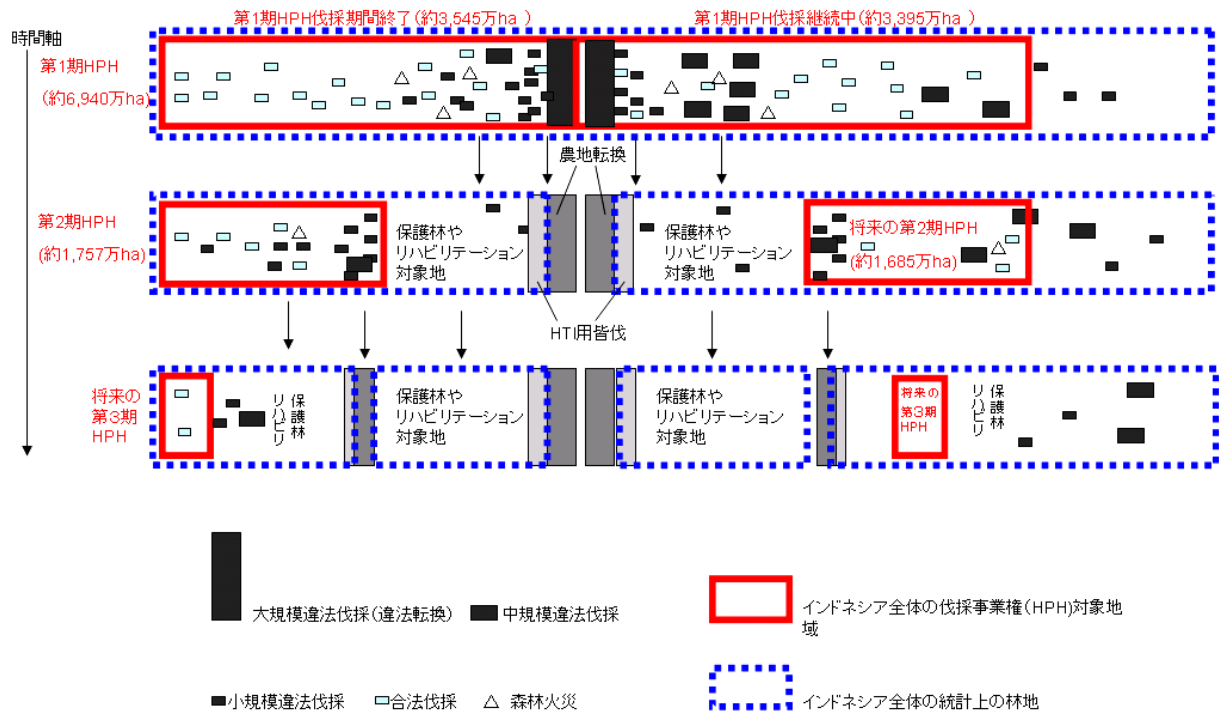 第1期HPH伐採期間終了(約3,545万ha)
第1期HPH伐採継続中(約3,395万ha )
時間軸
第1期HPH
(約6,940万ha)
農地転換
第2期HPH
(約1,757万ha)
保護林や
リハビリテーション
対象地
保護林や
リハビリテーション
対象地
将来の第2期HPH
(約1,685万ha)
HTI用皆伐
将来の
第3期
HPH
保護林
リハビリ
保護林や
リハビリテーション
対象地
保護林や
リハビリテーション
対象地
将来の
第3期
HPH
保護林
リハビリ
大規模違法伐採(違法転換)
中規模違法伐採
インドネシア全体の伐採事業権(HPH)対象地
域
小規模違法伐採
合法伐採
森林火災
インドネシア全体の統計上の林地